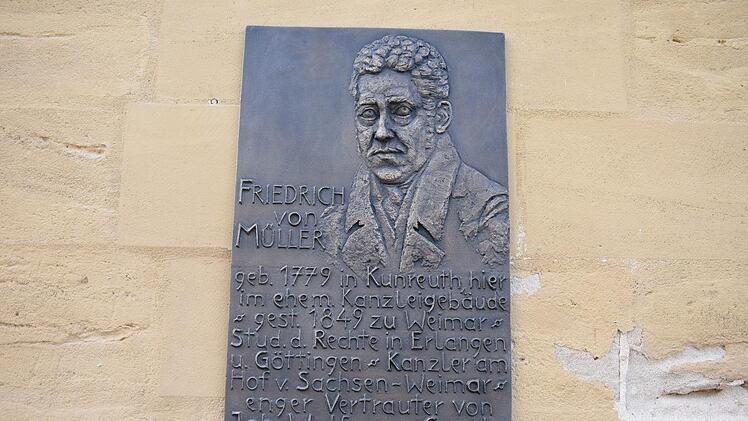 FRIEDRICH
von
MÜLLER
geb. 1779 in Kunreuth, hier
im ehem. Kanzleigebäude
gest. 1849 zu Weimar
Stud. d. Rechte in Erlangen
u. Göttingen Kanzler am
Hof v. Sachsen-Weimar
enger Vertrauter von